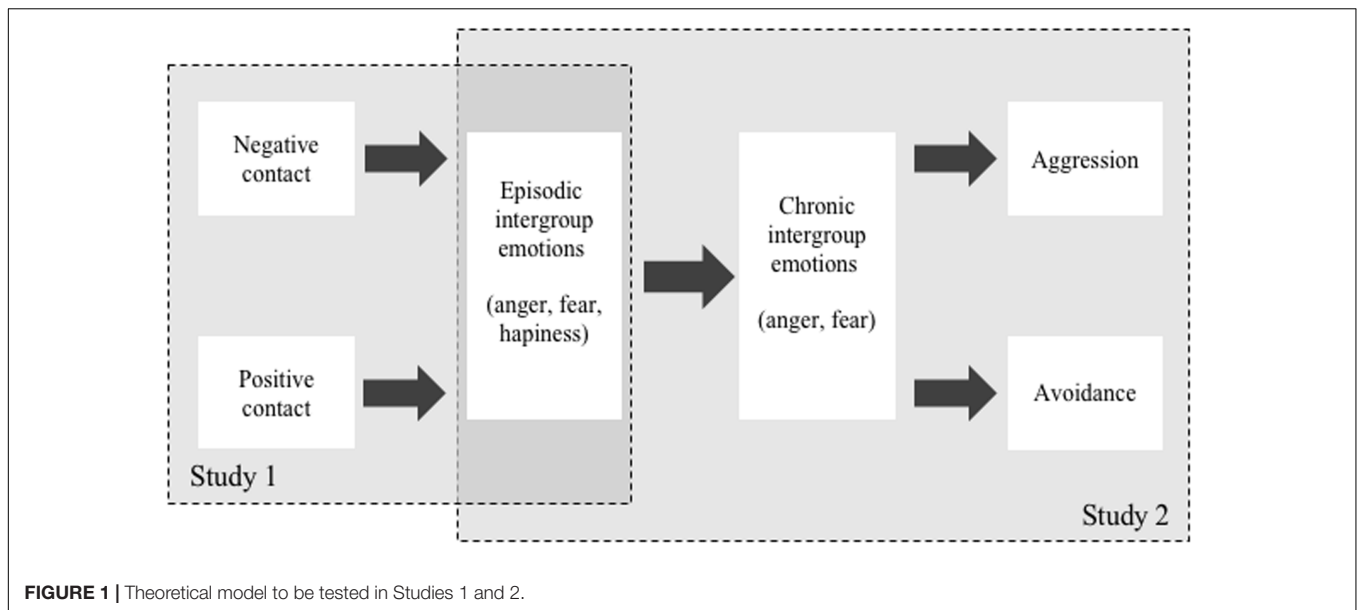 Negative
contact
Positive
contact
Study 1
Episodic
intergroup
emotions
(anger, fear,
hapiness)
Chronic
intergroup
emotions
(anger, fear)
Aggression
Avoidance
Study 2
FIGURE 1 | Theoretical model to be tested in Studies 1 and 2.